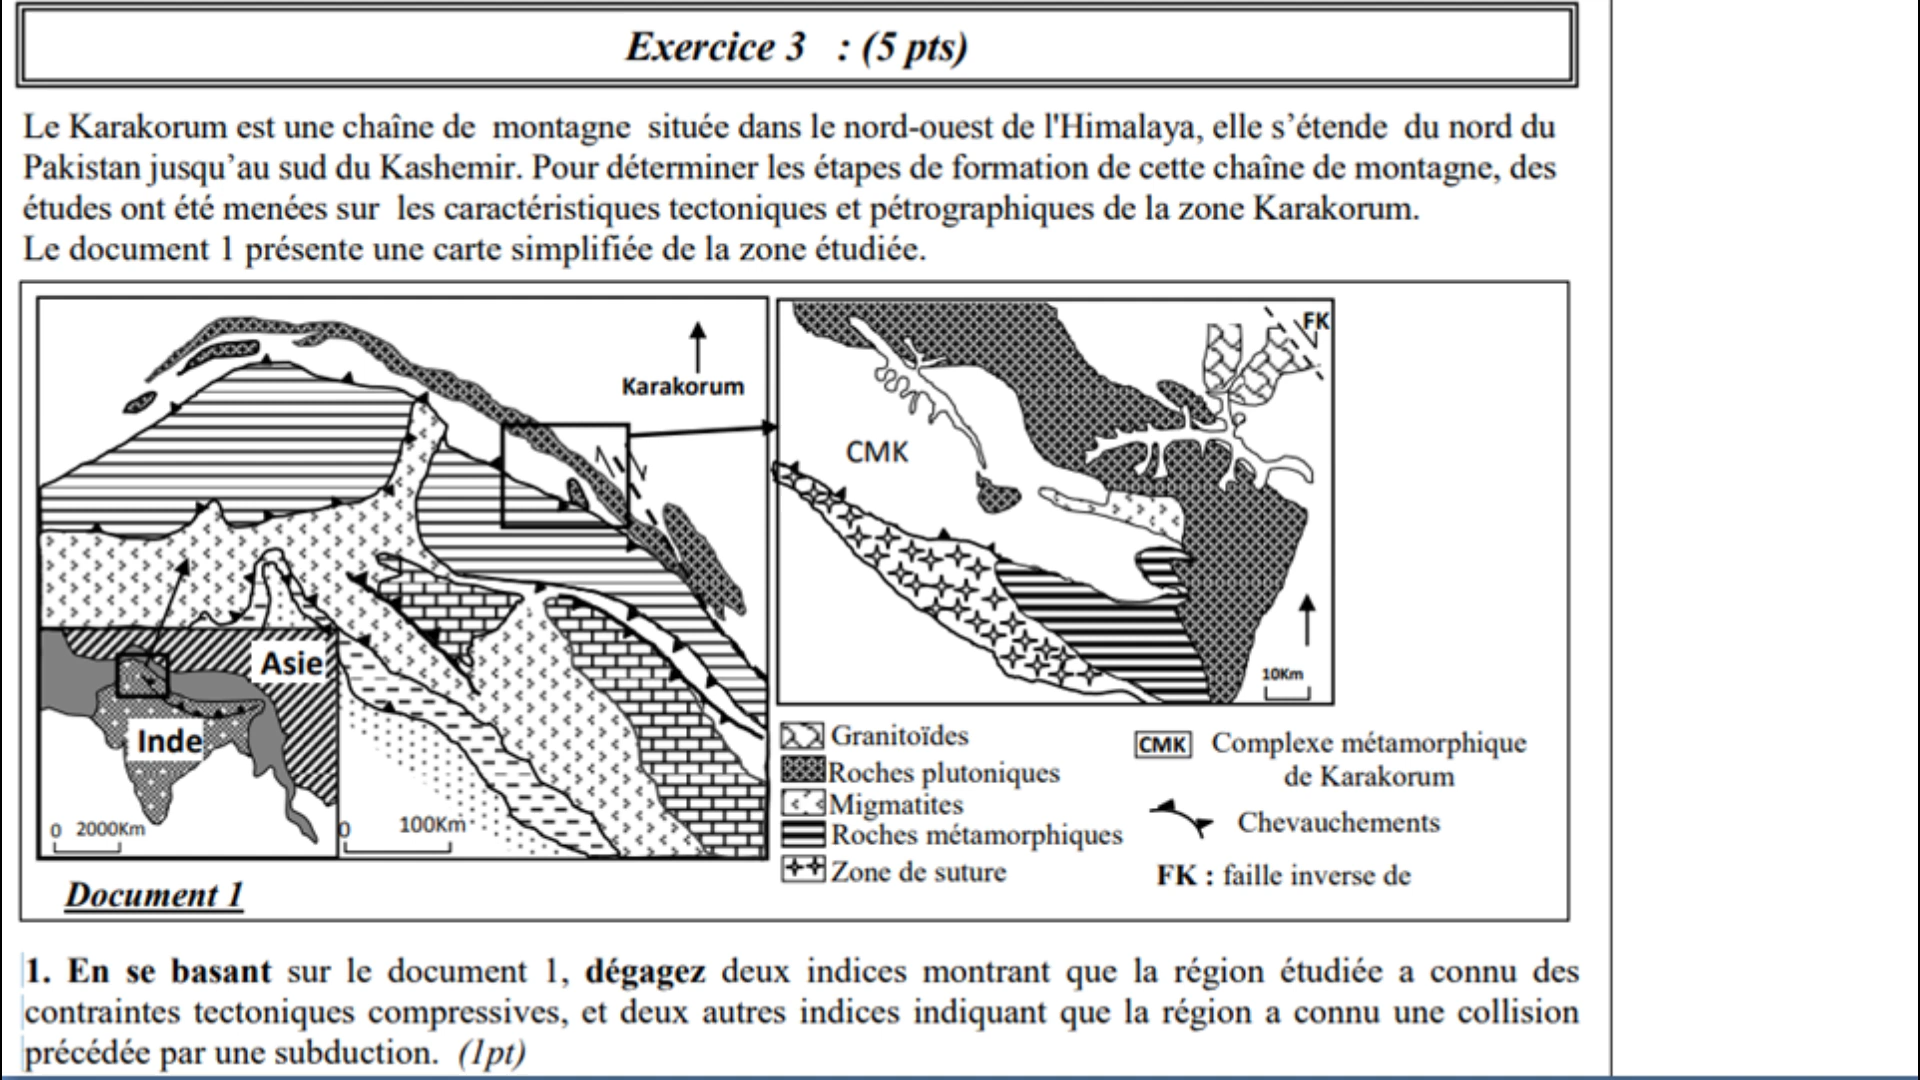 Exercice 3 : (5 pts)
Le Karakorum est une chaîne de montagne située dans le nord-ouest de l'Himalaya, elle s’étende du nord du
Pakistan jusqu’au sud du Kashemir. Pour déterminer les étapes de formation de cette chaîne de montagne, des
études ont été menées sur les caractéristiques tectoniques et pétrographiques de la zone Karakorum.
Le document 1 présente une carte simplifiée de la zone étudiée.
Karakorum
Asie
Inde
0 2000Km
0 100Km
FK
CMK
10Km
Granitoïdes
Roches plutoniques
Migmatites
Roches métamorphiques
Zone de suture
CMK Complexe métamorphique
de Karakorum
Chevauchements
FK : faille inverse de
Document 1
1. En se basant sur le document 1, dégagez deux indices montrant que la région étudiée a connu des
contraintes tectoniques compressives, et deux autres indices indiquant que la région a connu une collision
précédée par une subduction. (1pt)